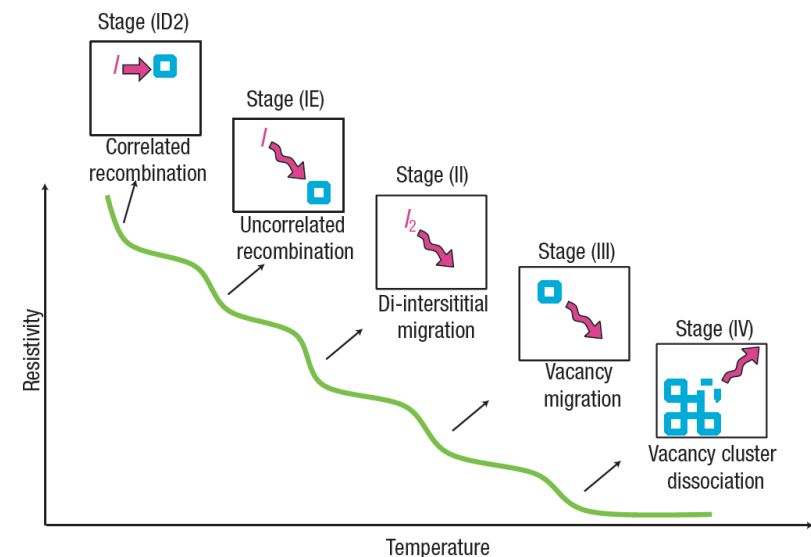 Stage (ID2)
I
Correlated
recombination
Stage (IE)
I
Uncorrelated
recombination
Stage (II)
I2
Di-intersititial
migration
Stage (III)
Vacancy
migration
Stage (IV)
Vacancy cluster
dissociation
Resistivity
Temperature